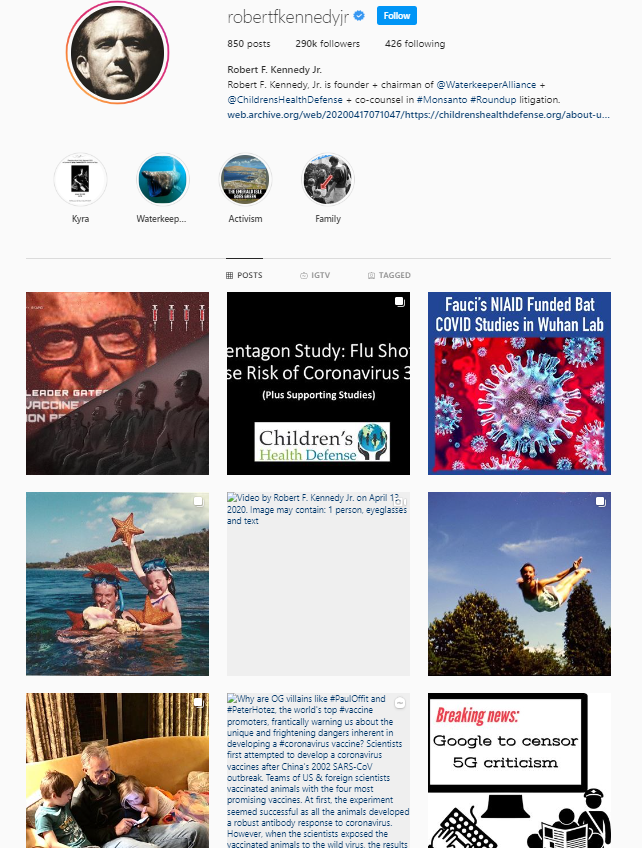 robertfkennedyjr
Follow
850 posts 290k followers 426 following
Robert F. Kennedy Jr.
Robert F. Kennedy, Jr. is founder + chairman of @WaterkeeperAlliance +
@ChildrensHealthDefense + co-counsel in #Monsanto #Roundup litigation.
web.archive.org/web/20200417071047/https://childrenshealthdefense.org/about-u...
Kyra Waterkeep... Activism Family
THE EMERALD ISLE
GOES GREEN
POSTS IGTV TAGGED
LEADER GATES
VACCINE
entagon Study: Flu Shot
se Risk of Coronavirus 3
(Plus Supporting Studies)
Children's
Health Defense
Fauci's NIAID Funded Bat
COVID Studies in Wuhan Lab
Video by Robert F. Kennedy Jr. on April 13,
2020. Image may contain: 1 person, eyeglasses
and text
Why are OG villains like #PaulOffit and
#PeterHotez, the world's top #vaccine
promoters, frantically warning us about the
unique and frightening dangers inherent in
developing a #coronavirus vaccine? Scientists
first attempted to develop a coronavirus
vaccines after China's 2002 SARS-CoV
outbreak. Teams of US & foreign scientists
vaccinated animals with the four most
promising vaccines. At first, the experiment
seemed successful as all the animals developed
a robust antibody response to coronavirus.
However, when the scientists exposed the
vaccinated animals to the wild virus, the results
Breaking news:
Google to censor
5G criticism